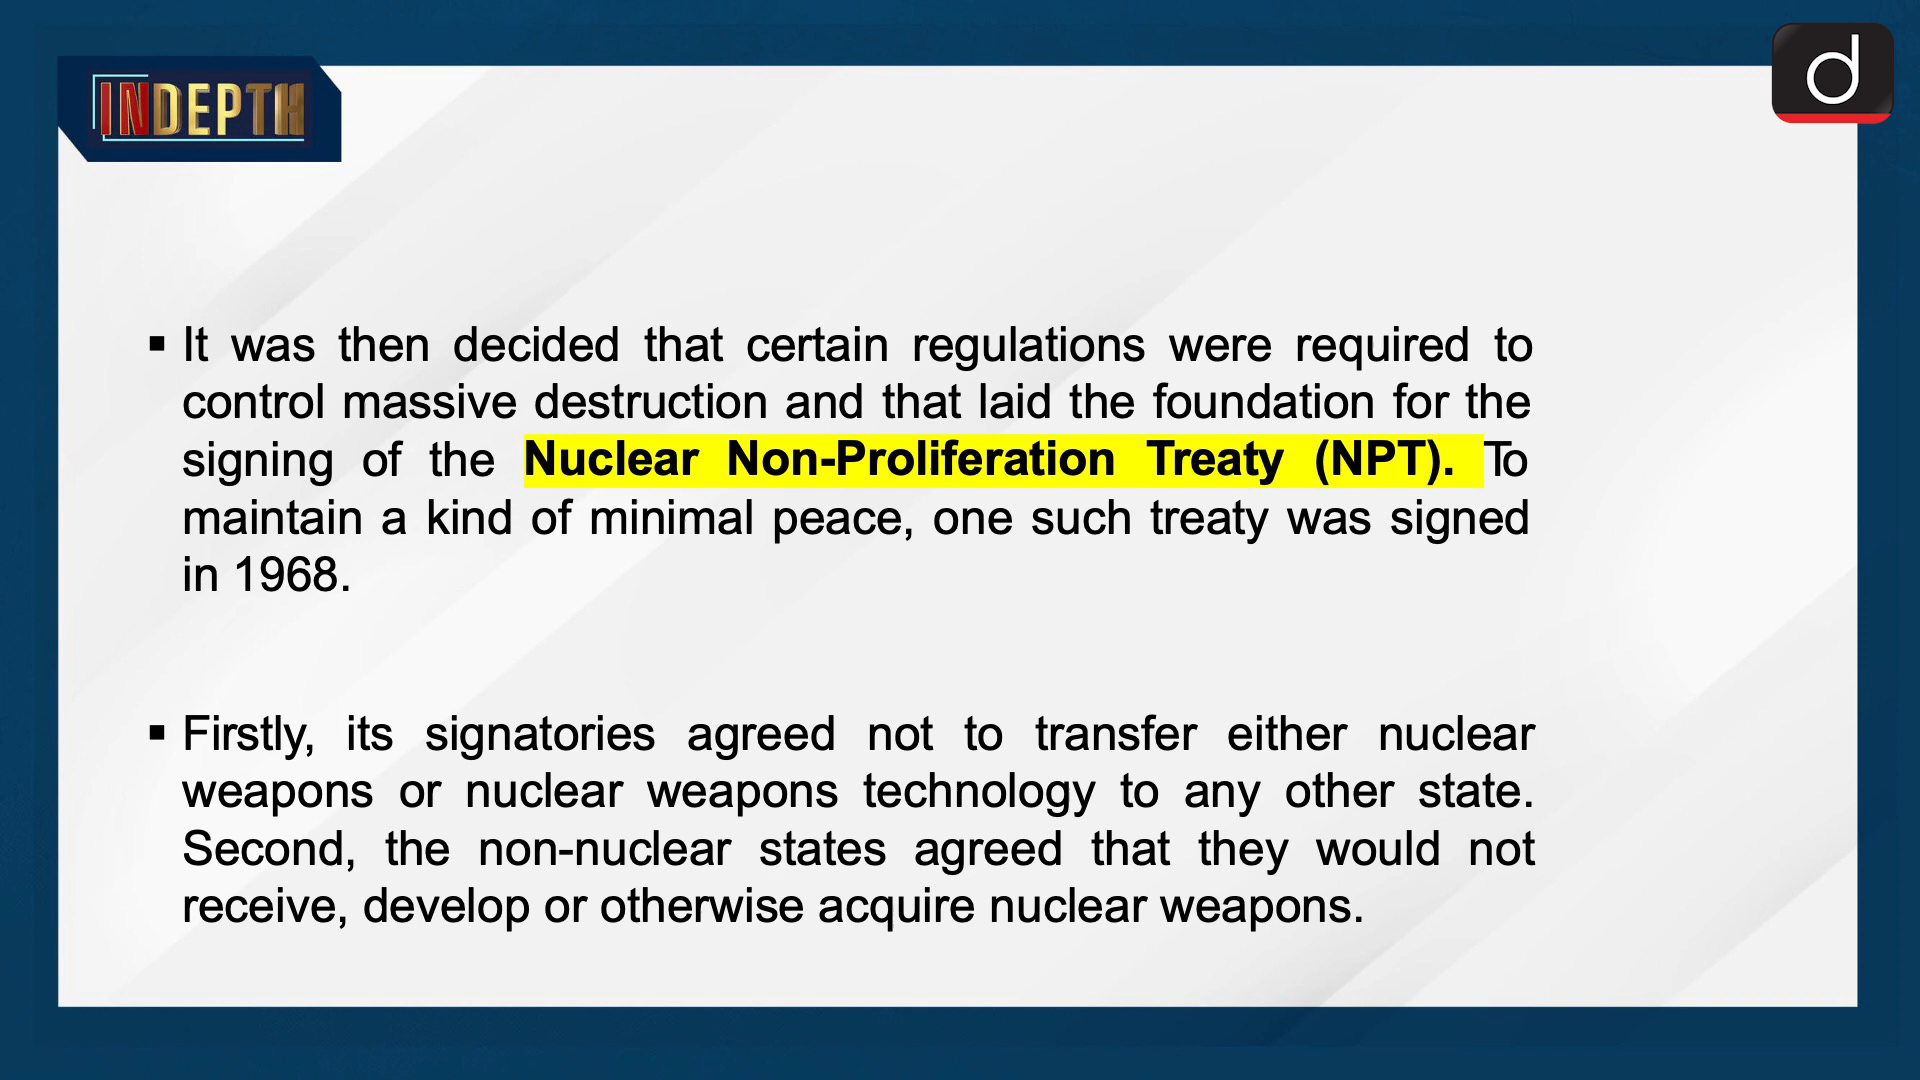 INDEPTH
d
▪ It was then decided that certain regulations were required to
control massive destruction and that laid the foundation for the
signing of the Nuclear Non-Proliferation Treaty (NPT). To
maintain a kind of minimal peace, one such treaty was signed
in 1968.
▪ Firstly, its signatories agreed not to transfer either nuclear
weapons or nuclear weapons technology to any other state.
Second, the non-nuclear states agreed that they would not
receive, develop or otherwise acquire nuclear weapons.